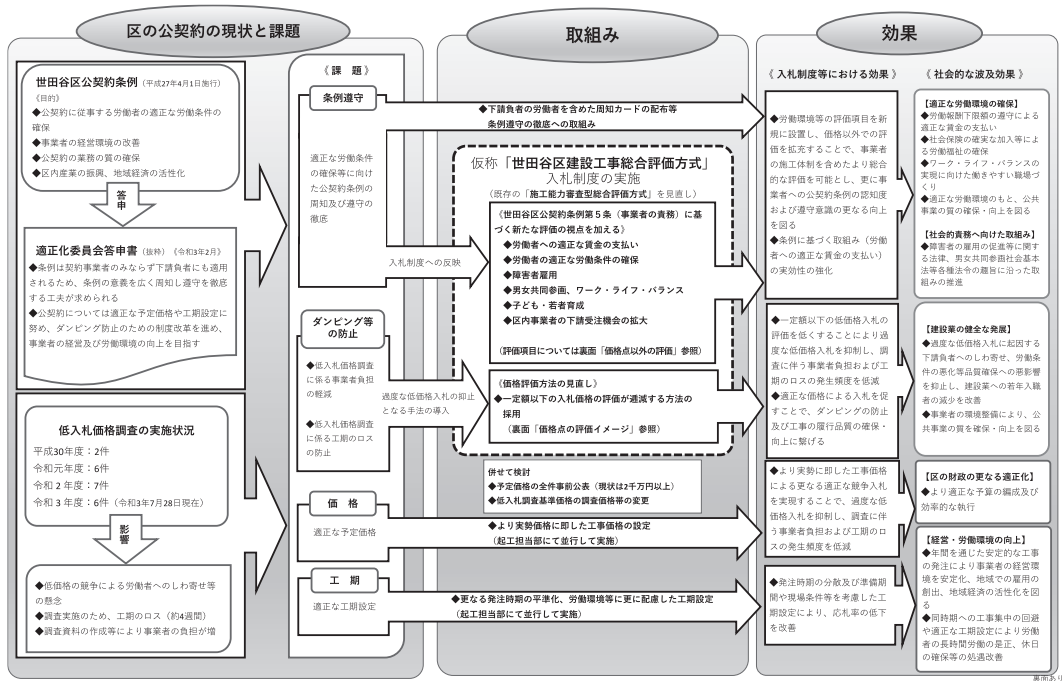 区の公契約の現状と課題
世田谷区公契約条例（平成27年4月1日施行）
《目的》
◆公契約に従事する労働者の適正な労働条件の
確保
◆事業者の経営環境の改善
◆公契約の業務の質の確保
◆区内産業の振興、地域経済の活性化
答
申
適正化委員会答申書（抜粋）《令和3年2月》
◆条例は契約事業者のみならず下請負者にも適用
されるため、条例の意義を広く周知し遵守を徹底
する工夫が求められる
◆公契約については適正な予定価格や工期設定に
努め、ダンピング防止のための制度改革を進め、
事業者の経営及び労働環境の向上を目指す
低入札価格調査の実施状況
平成30年度：2件
令和元年度：6件
令和２年度：7件
令和３年度：6件（令和3年7月28日現在）
影
響
◆低価格の競争による労働者へのしわ寄せ等
の懸念
◆調査実施のため、工期のロス（約4週間）
◆調査資料の作成等により事業者の負担が増
《課　題》
条例遵守
適正な労働条件
の確保等に向け
た公契約条例の
周知及び遵守の
徹底
ダンピング等
の防止
◆低入札価格調査
に係る事業者負担
の軽減
◆低入札価格調査
に係る工期のロス
の防止
価　格
適正な予定価格
工　期
適正な工期設定
取組み
◆下請負者の労働者を含めた周知カードの配布等
条例遵守の徹底への取組み
入札制度への反映
過度な低価格入札の抑止
となる手法の導入
仮称「世田谷区建設工事総合評価方式」
入札制度の実施
（既存の「施工能力審査型総合評価方式」を見直し）
《世田谷区公契約条例第５条（事業者の責務）に基
づく新たな評価の視点を加える》
◆労働者への適正な賃金の支払い
◆労働者の適正な労働条件の確保
◆障害者雇用
◆男女共同参画、ワーク・ライフ・バランス
◆子ども・若者育成
◆区内事業者の下請受注機会の拡大
（評価項目については裏面「価格点以外の評価」参照）
《価格評価方法の見直し》
◆一定額以下の入札価格の評価が逓減する方法の
採用
（裏面「価格点の評価イメージ」参照）
併せて検討
◆予定価格の全件事前公表（現状は2千万円以上）
◆低入札調査基準価格の調査価格帯の変更
◆より実勢価格に即した工事価格の設定
（起工担当部にて並行して実施）
◆更なる発注時期の平準化、労働環境等に更に配慮した工期設定
（起工担当部にて並行して実施）
効果
《 入札制度等における効果 》
◆労働環境等の評価項目を新
規に設置し、価格以外での評
価を拡充することで、事業者
の施工体制を含めたより総合
的な評価を可能とし、更に事
業者への公契約条例の認知度
および遵守意識の更なる向上
を図る
◆条例に基づく取組み（労働
者への適正な賃金の支払い）
の実効性の強化
◆一定額以下の低価格入札の
評価を低くすることにより過
度な低価格入札を抑制し、調
査に伴う事業者負担および工
期のロスの発生頻度を低減
◆適正な価格による入札を促
すことで、ダンピングの防止
及び工事の履行品質の確保・
向上に繋げる
◆より実勢に即した工事価格
による更なる適正な競争入札
を実現することで、過度な低
価格入札を抑制し、調査に伴
う事業者負担および工期のロ
スの発生頻度を低減
◆発注時期の分散及び準備期
間や現場条件等を考慮した工
期設定により、応札率の低下
を改善
《 社会的な波及効果 》
【適正な労働環境の確保】
◆労働報酬下限額の遵守による
適正な賃金の支払い
◆社会保険の確実な加入等によ
る労働福祉の確保
◆ワーク・ライフ・バランスの
実現に向けた働きやすい職場づ
くり
◆適正な労働環境のもと、公共
事業の質の確保・向上を図る
【社会的責務へ向けた取組み】
◆障害者の雇用の促進等に関す
る法律、男女共同参画社会基本
法等各種法令の趣旨に沿った取
組みの推進
【建設業の健全な発展】
◆過度な低価格入札に起因する
下請負者へのしわ寄せ、労働条
件の悪化等品質確保への悪影響
を抑止し、建設業への若年入職
者の減少を改善
◆事業者の環境整備により、公
共事業の質を確保・向上を図る
【区の財政の更なる適正化】
◆より適正な予算の編成及び
効率的な執行
【経営・労働環境の向上】
◆年間を通じた安定的な工事
の発注により事業者の経営環
境を安定化、地域での雇用の
創出、地域経済の活性化を図
る
◆同時期への工事集中の回避
や適正な工期設定により労働
者の長時間労働の是正、休日
の確保等の処遇改善
裏面あり